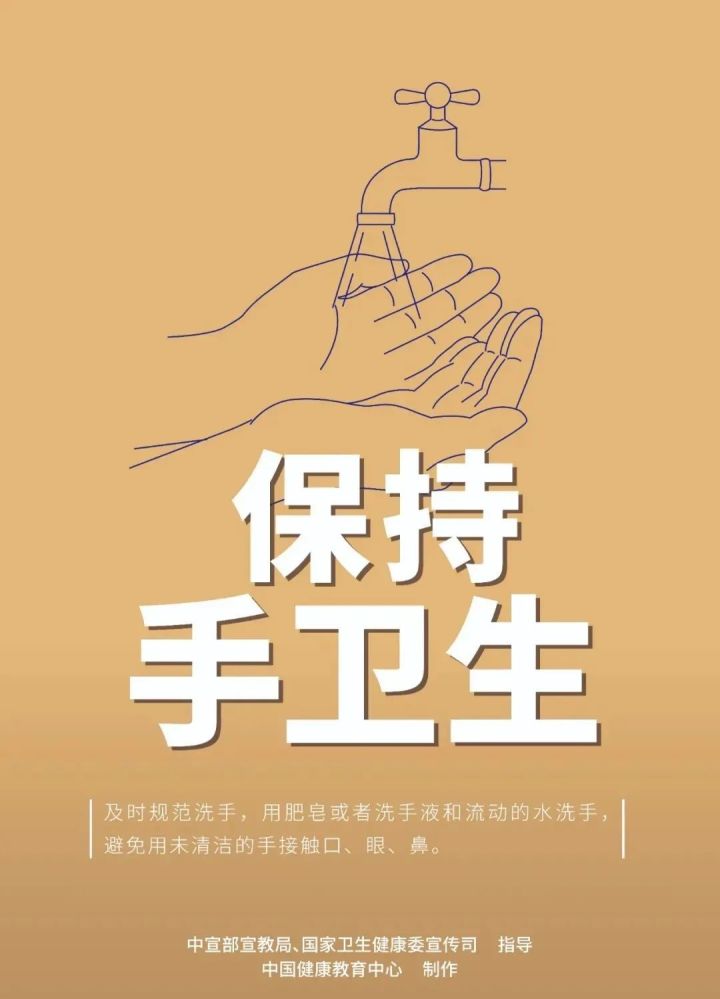 保持
手卫生
及时规范洗手，用肥皂或者洗手液和流动的水洗手，
避免用未清洁的手接触口、眼、鼻。
中宣部宣教局、国家卫生健康委宣传司 指导
中国健康教育中心 制作